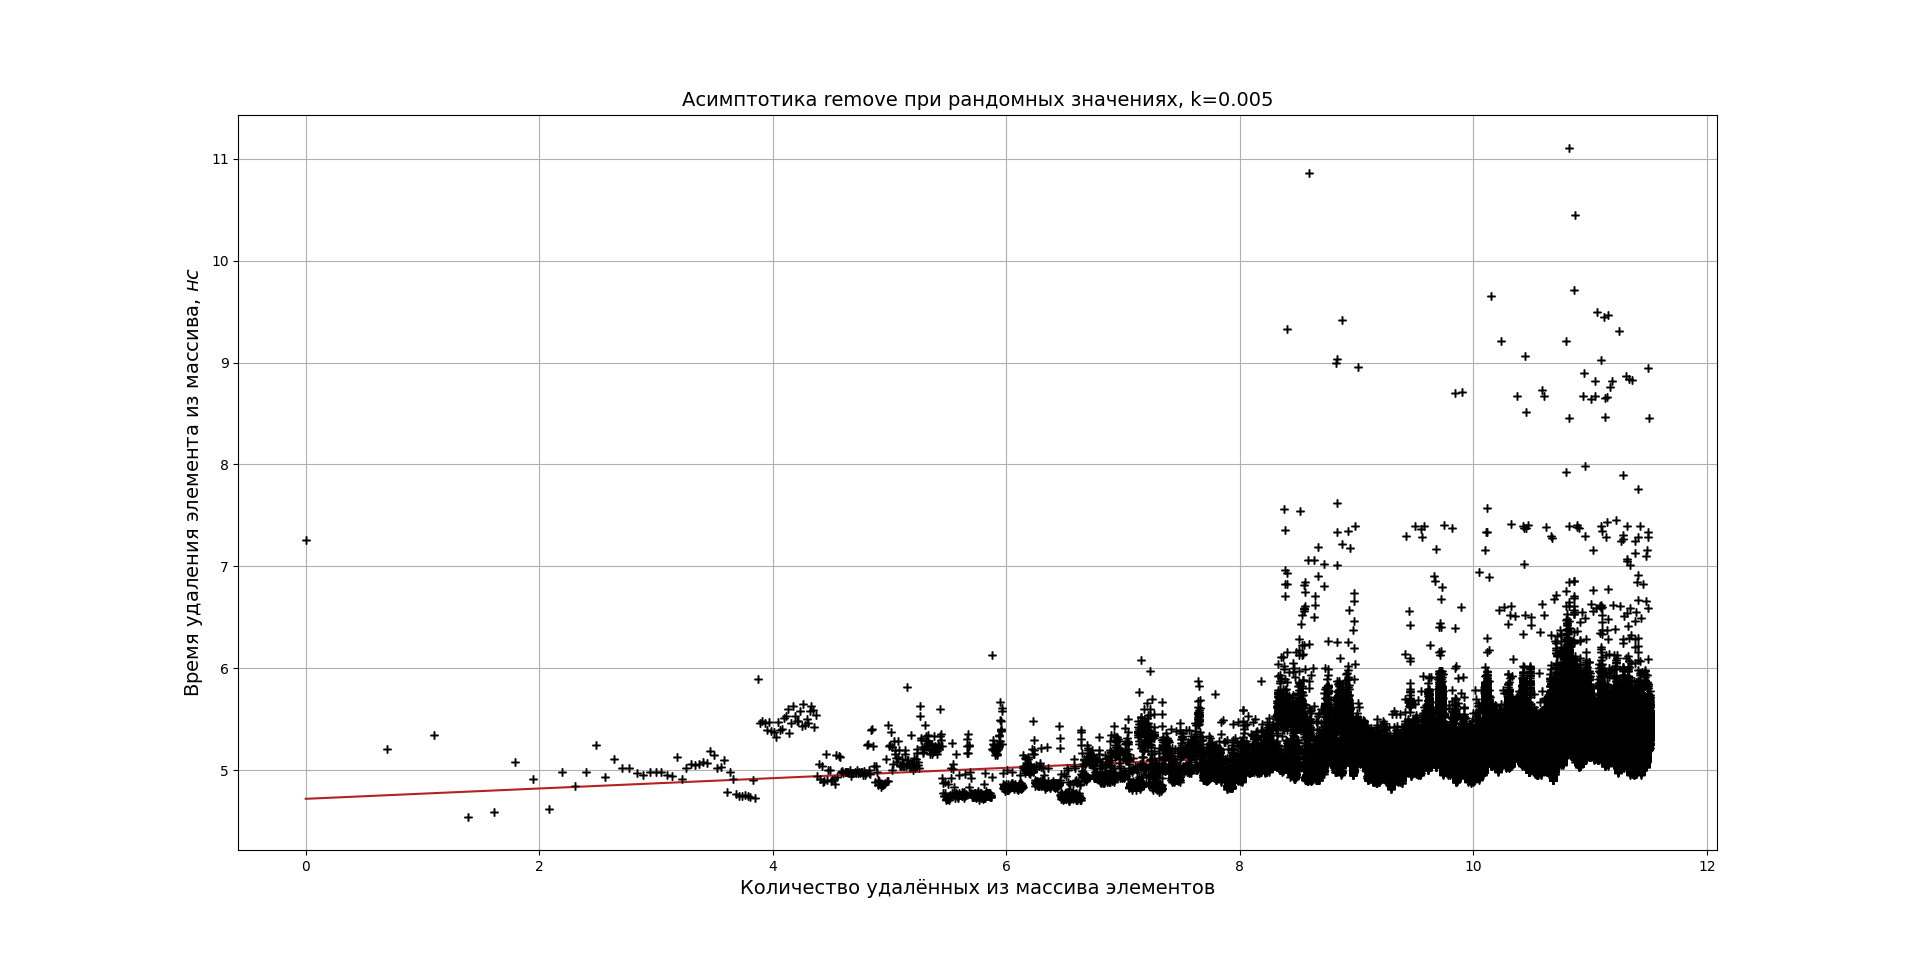 Асимптотика remove при рандомных значениях, k=0.005
Время удаления элемента из массива, нс
11
10
9
8
7
6
5
0 2 4 6 8 10 12
Количество удалённых из массива элементов